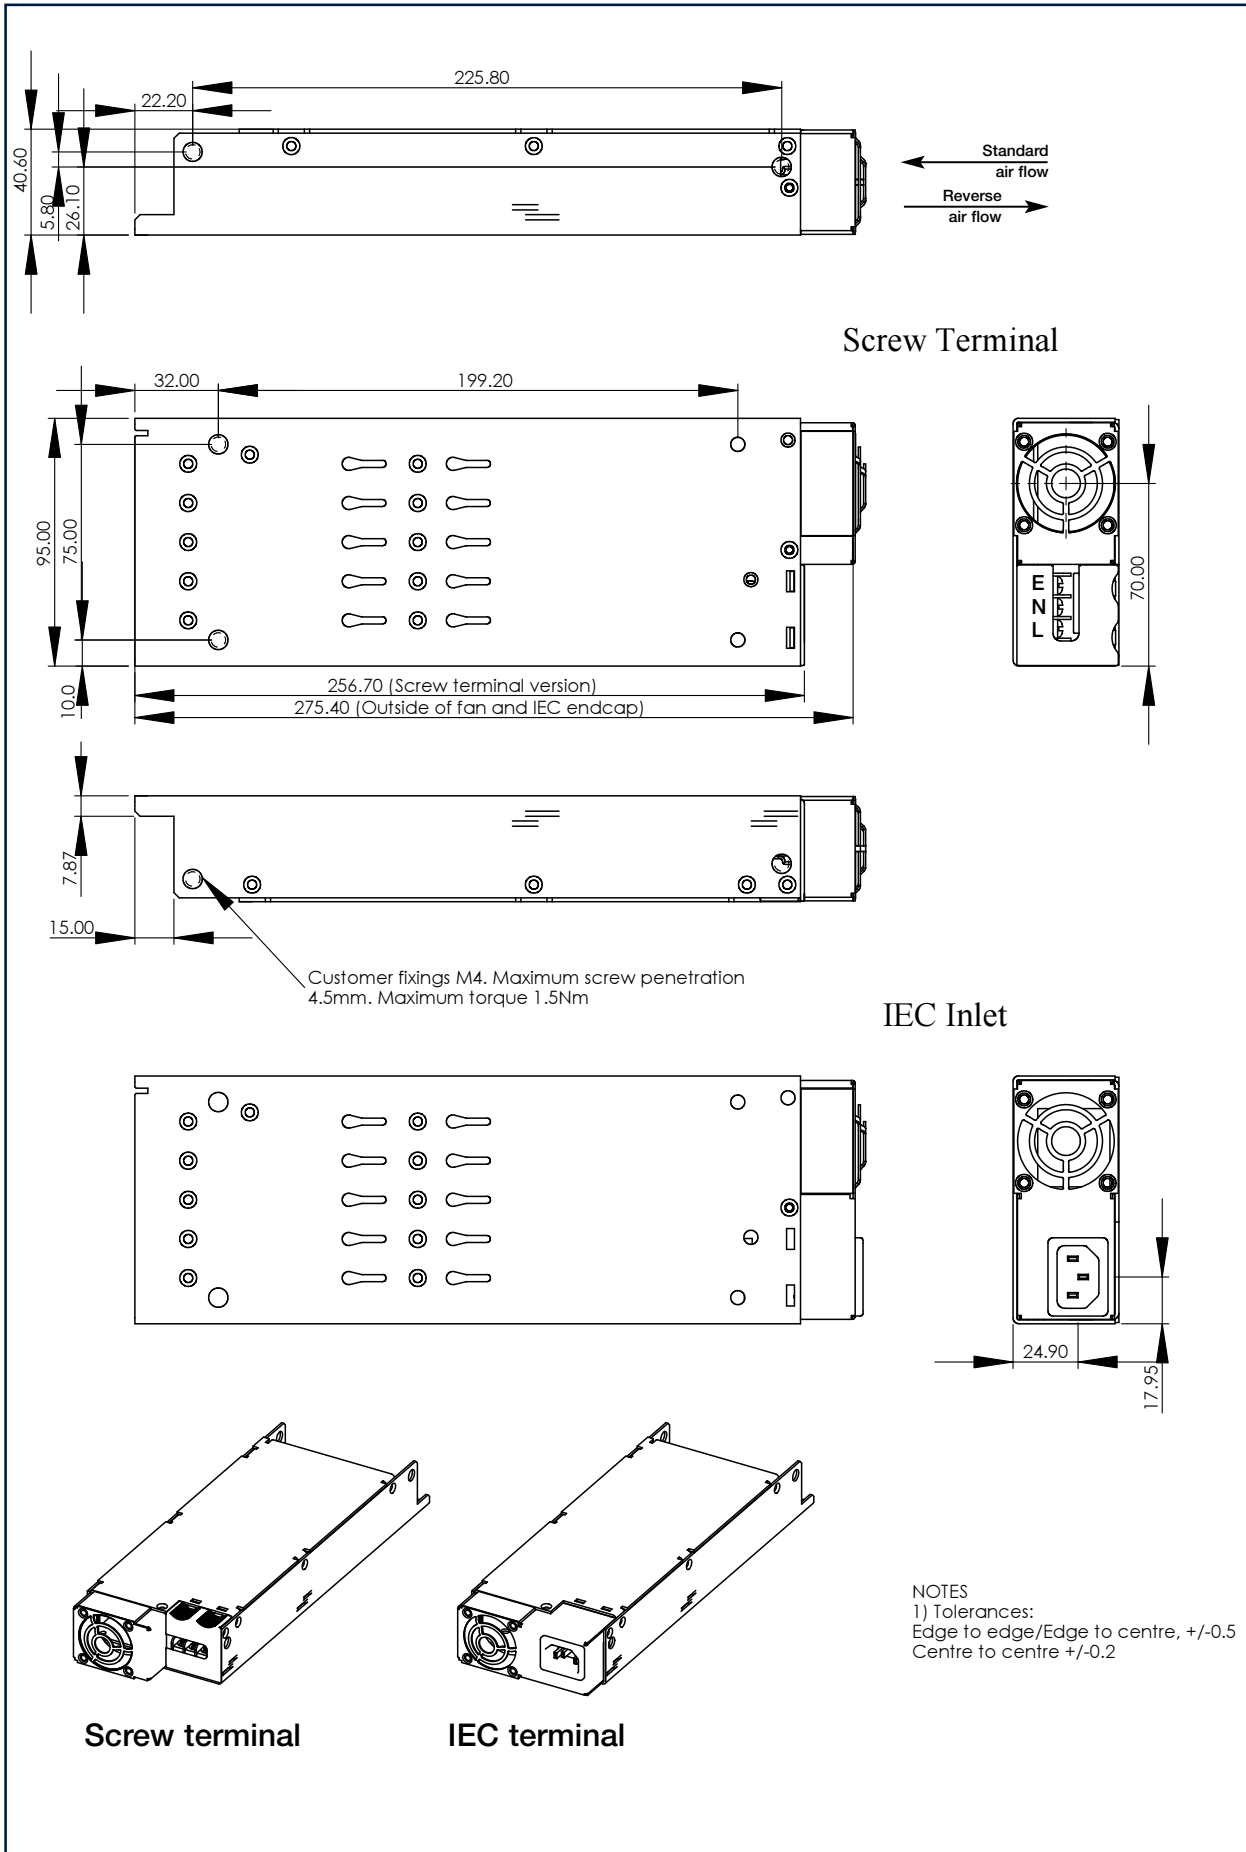 225.80
22.20
40.60
5.80
26.10
Standard
air flow
Reverse
air flow
Screw Terminal
32.00
199.20
95.00
75.00
10.0
E
N
L
70.00
256.70 (Screw terminal version)
275.40 (Outside of fan and IEC endcap)
7.87
15.00
Customer fixings M4. Maximum screw penetration
4.5mm. Maximum torque 1.5Nm
IEC Inlet
24.90
17.95
NOTES
1) Tolerances:
Edge to edge/Edge to centre, +/-0.5
Centre to centre +/-0.2
Screw terminal
IEC terminal